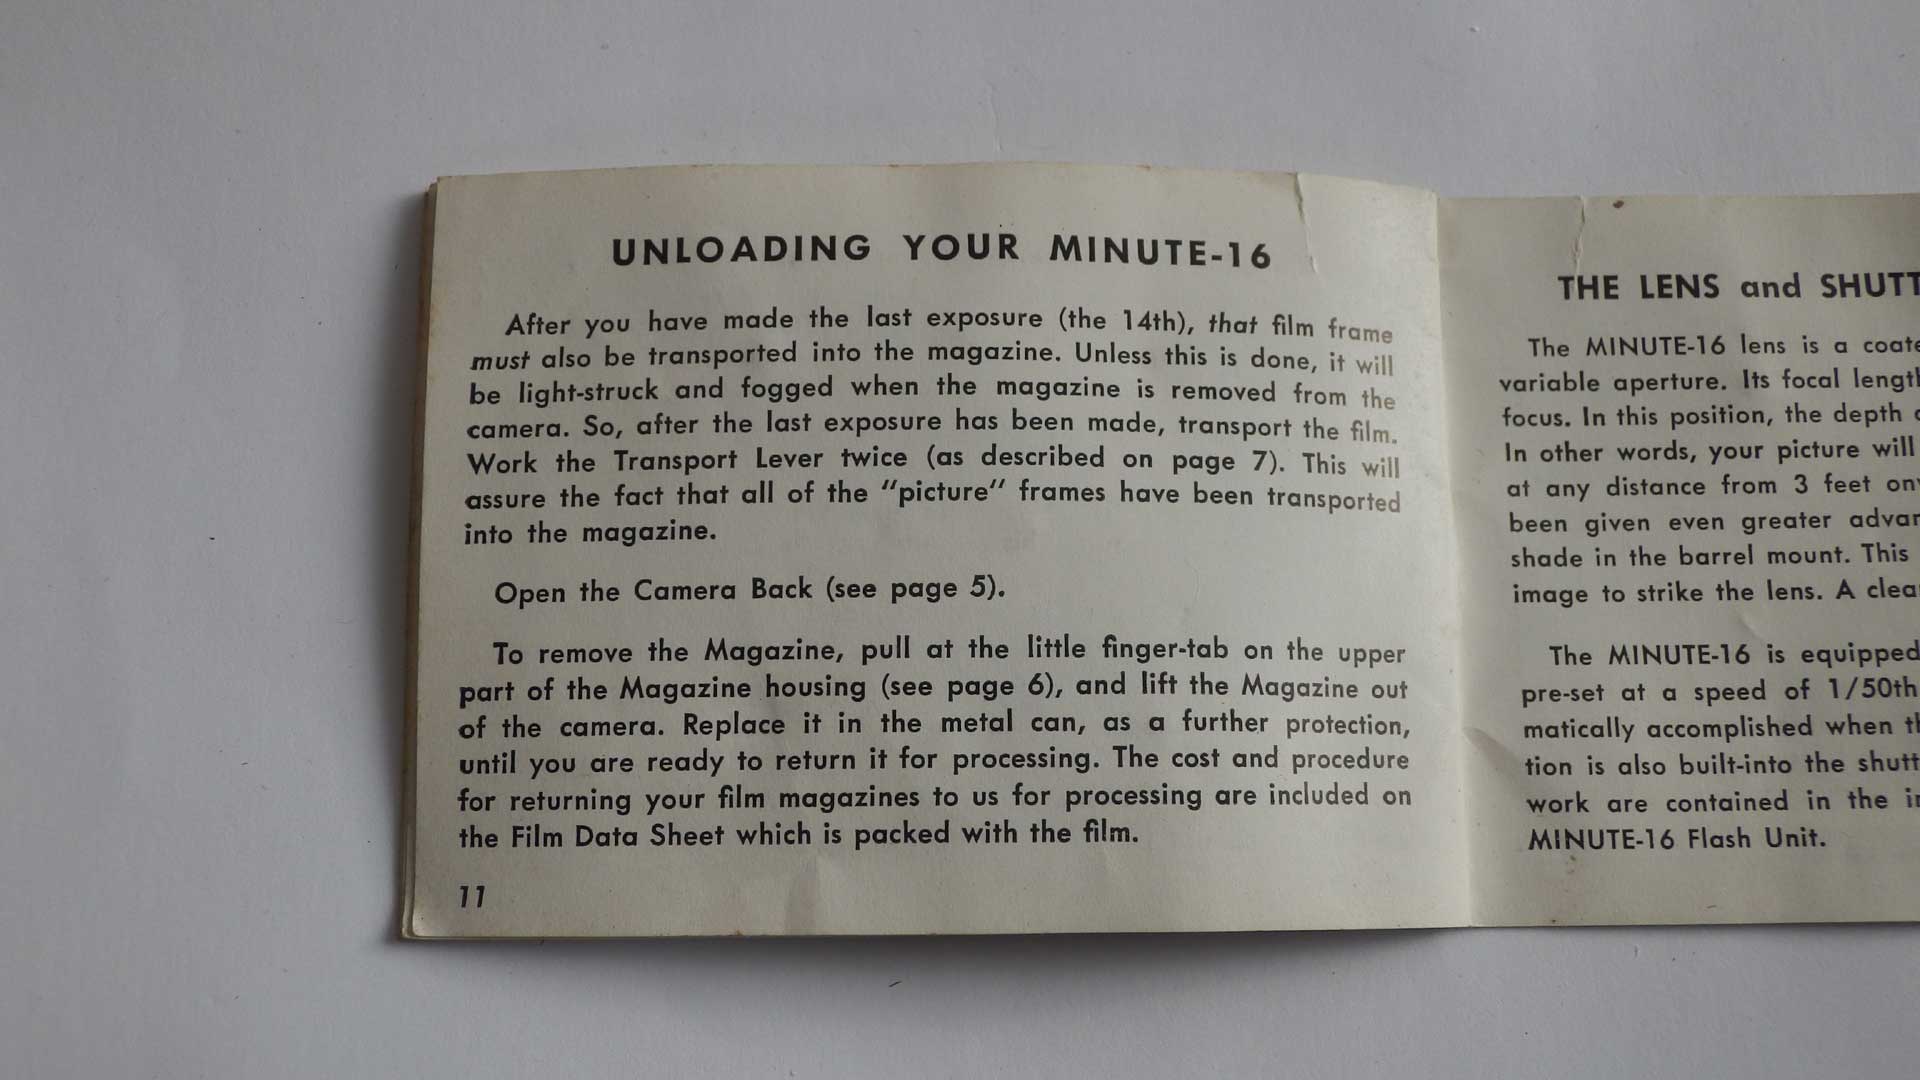 UNLOADING YOUR MINUTE-16
After you have made the last exposure (the 14th), that film frame
must also be transported into the magazine. Unless this is done, it will
be light-struck and fogged when the magazine is removed from the
camera. So, after the last exposure has been made, transport the film.
Work the Transport Lever twice (as described on page 7). This will
assure the fact that all of the "picture" frames have been transported
into the magazine.
Open the Camera Back (see page 5).
To remove the Magazine, pull at the little finger-tab on the upper
part of the Magazine housing (see page 6), and lift the Magazine out
of the camera. Replace it in the metal can, as a further protection,
until you are ready to return it for processing. The cost and procedure
for returning your film magazines to us for processing are included on
the Film Data Sheet which is packed with the film.
11
THE LENS and
The MINUTE-16 lens is a
variable aperture. Its focal
focus. In this position, the depth
In other words, your picture will
at any distance from 3 feet
been given even greater
shade in the barrel mount. This
image to strike the lens. A
The MINUTE-16 is equipped
pre-set at a speed of 1/50th
matically accomplished when
tion is also built-into the
work are contained in the
MINUTE-16 Flash Unit.